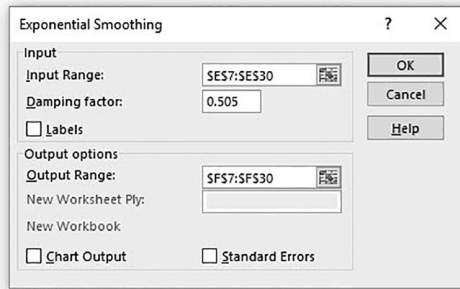 Exponential Smoothing
? ×
Input
Input Range: $E$7:$E$30
Damping factor: 0.505
Labels
Output options
Output Range: $F$7:$F$30
New Worksheet Ply:
New Workbook
Chart Output Standard Errors
OK
Cancel
Help